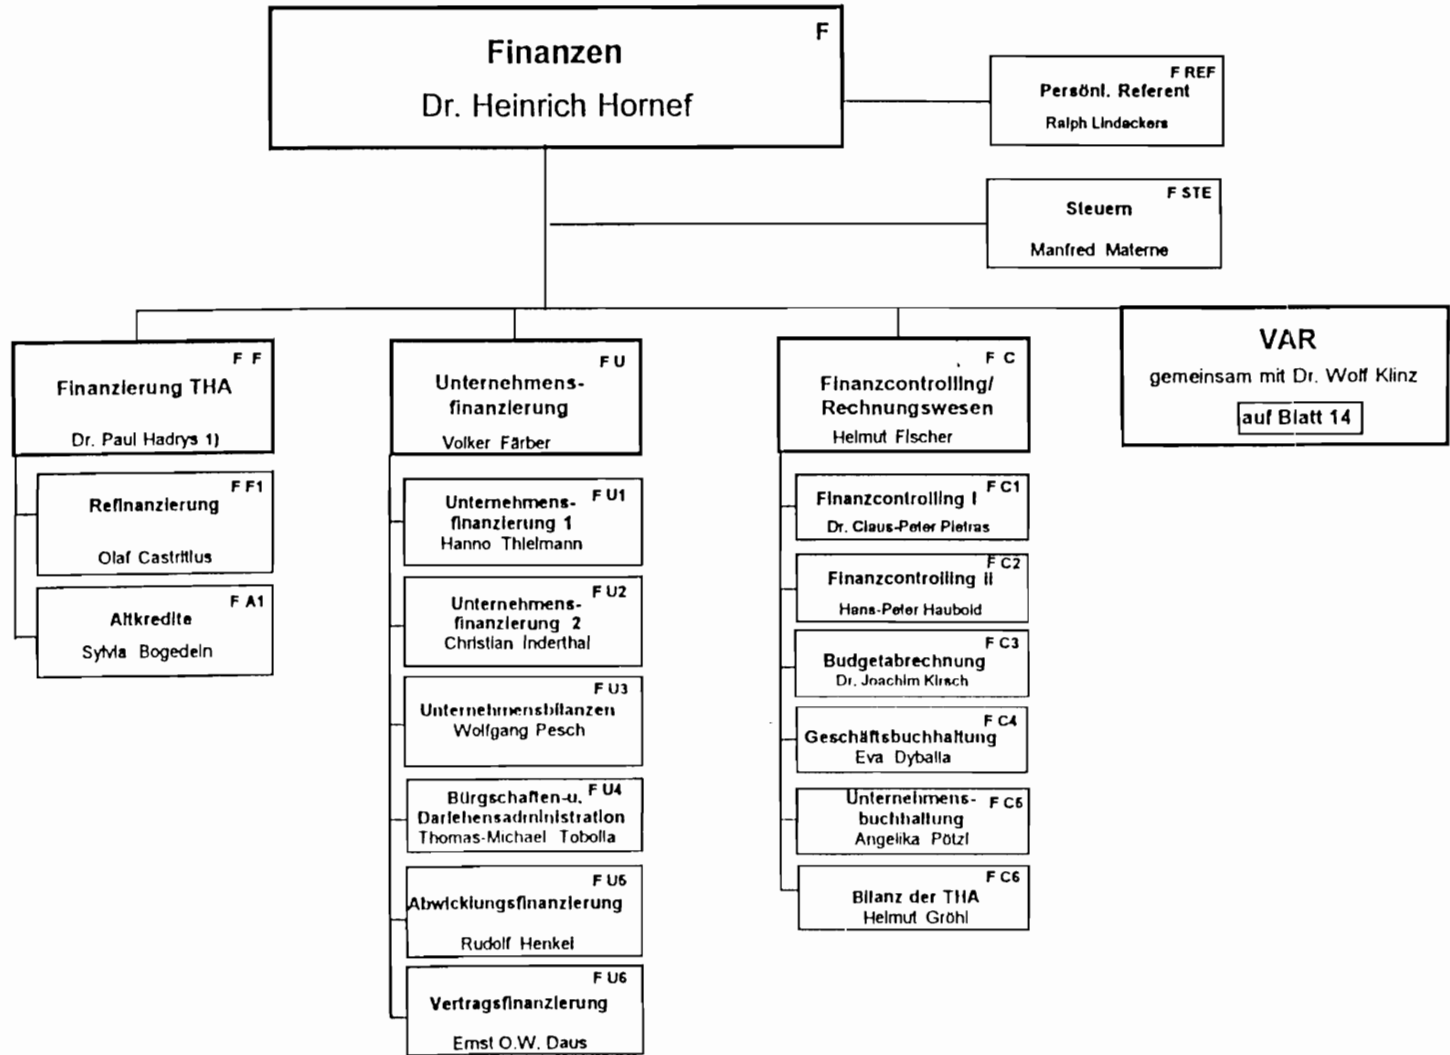 F
Finanzen
Dr. Heinrich Hornef
F REF
Persönl. Referent
Ralph Lindackers
F STE
Steuern
Manfred Materne
F F
Finanzierung THA
Dr. Paul Hadrys 1)
F F1
Refinanzierung
Olaf Castritius
F A1
Altkredite
Sylvia Bogedein
F U
Unternehmens-
finanzierung
Volker Färber
F U1
Unternehmens-
finanzierung 1
Hanno Thielmann
F U2
Unternehmens-
finanzierung 2
Christian Inderthal
F U3
Unternehmensbilanzen
Wolfgang Pesch
F U4
Bürgschaften-u.
Darlehensadministration
Thomas-Michael Tobolla
F U5
Abwicklungsfinanzierung
Rudolf Henkel
F U6
Vertragsfinanzierung
Ernst O.W. Daus
F C
Finanzcontrolling/
Rechnungswesen
Helmut Fischer
F C1
Finanzcontrolling I
Dr. Claus-Peter Pietras
F C2
Finanzcontrolling II
Hans-Peter Haubold
F C3
Budgetabrechnung
Dr. Joachim Kirsch
F C4
Geschäftsbuchhaltung
Eva Dyballa
F C5
Unternehmens-
buchhaltung
Angelika Pötzl
F C6
Bilanz der THA
Helmut Gröhl
VAR
gemeinsam mit Dr. Wolf Klinz
auf Blatt 14